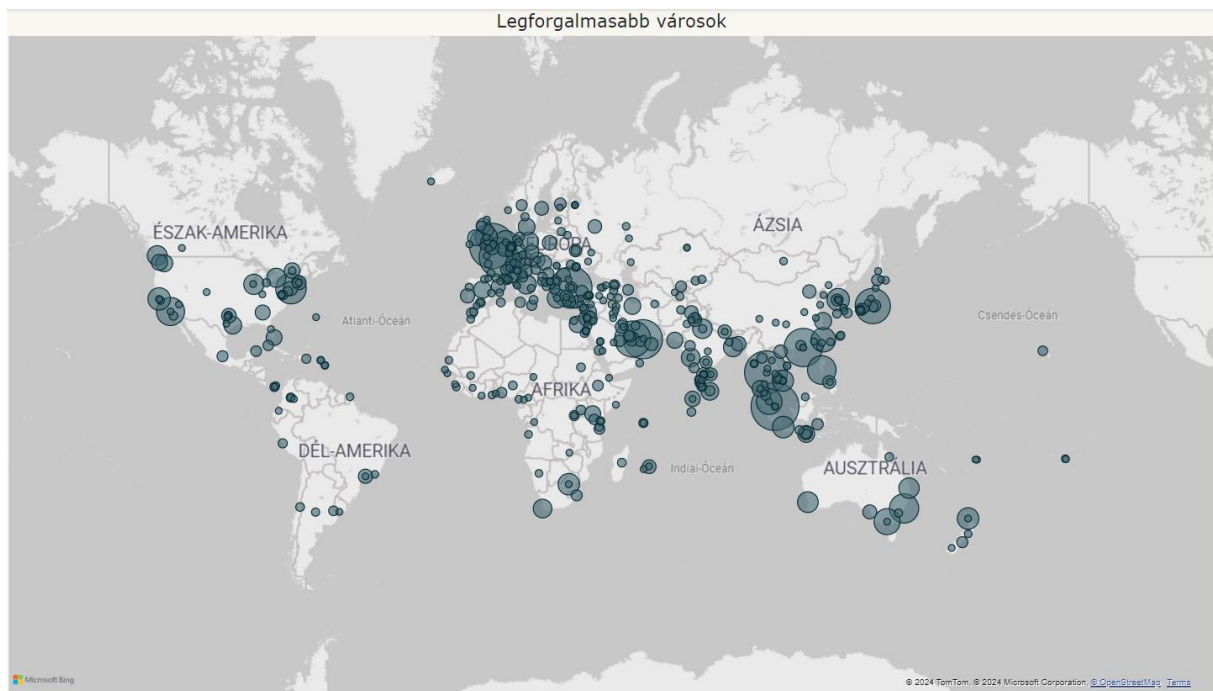 Legforgalmasabb városok
ÉSZAK-AMERIKA
EURÓPA
ÁZSIA
Atlanti-Óceán
Csendes-Óceán
AFRIKA
DÉL-AMERIKA
Indiai-Óceán
AUSZTRÁLIA
Microsoft Bing
© 2024 TomTom, © 2024 Microsoft Corporation, © OpenStreetMap Terms